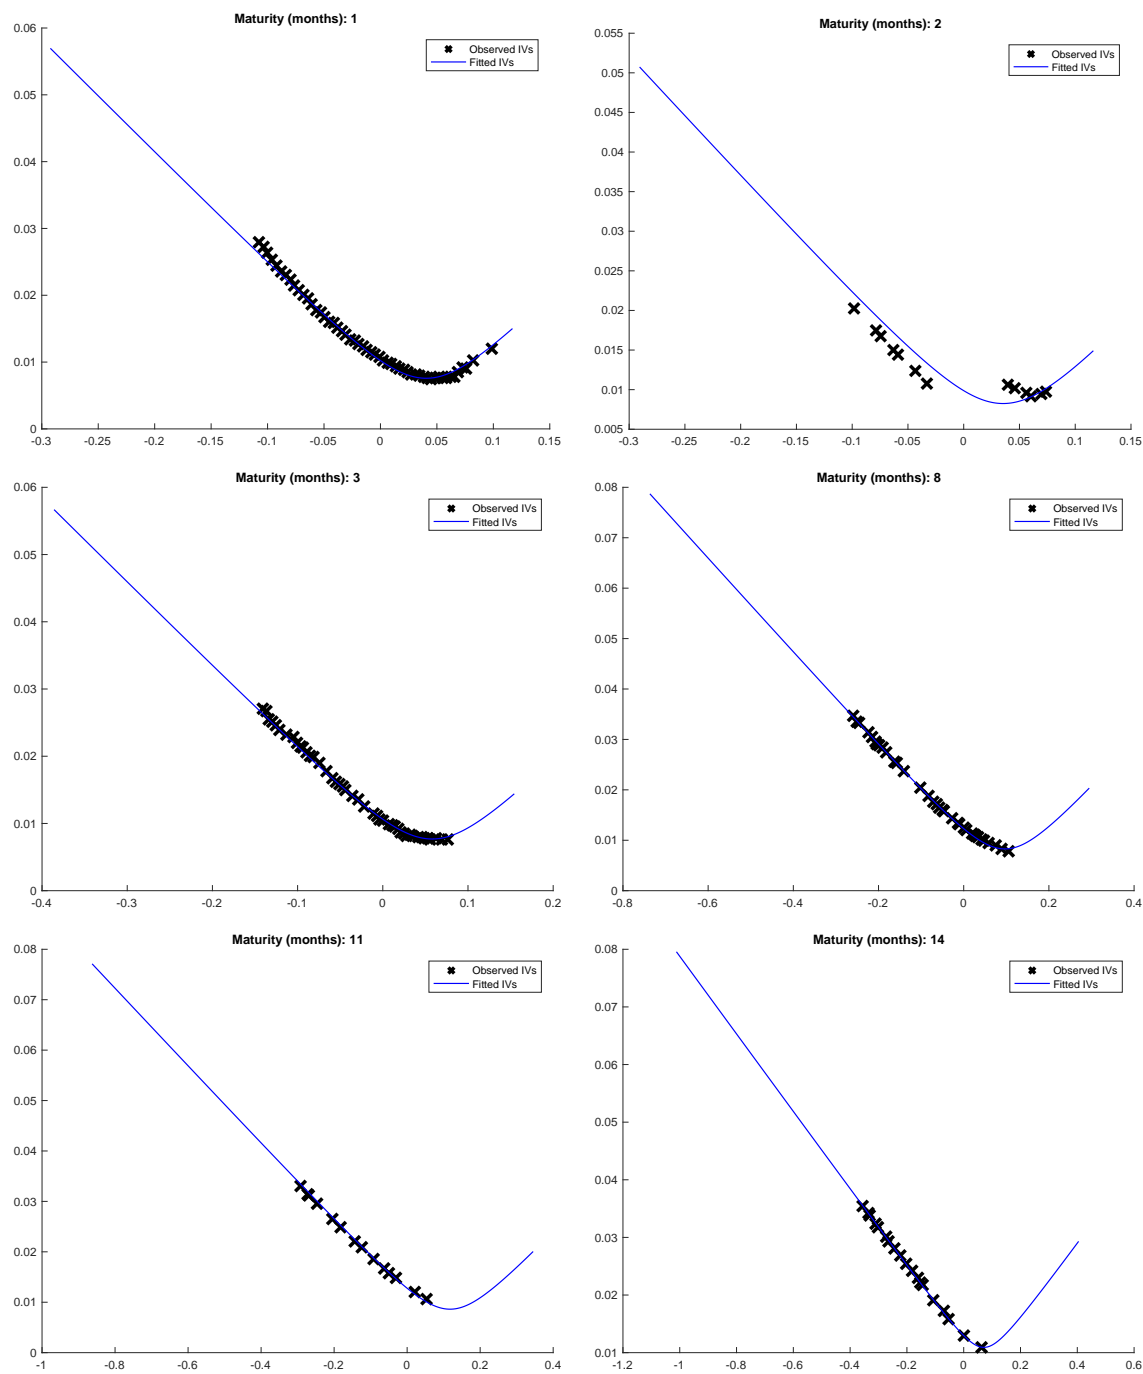 Maturity (months): 1
Observed IVs
Fitted IVs
0.06
0.05
0.04
0.03
0.02
0.01
0
-0.3 -0.25 -0.2 -0.15 -0.1 -0.05 0 0.05 0.1 0.15
Maturity (months): 2
Observed IVs
Fitted IVs
0.055
0.05
0.045
0.04
0.035
0.03
0.025
0.02
0.015
0.01
0.005
-0.3 -0.25 -0.2 -0.15 -0.1 -0.05 0 0.05 0.1 0.15
Maturity (months): 3
Observed IVs
Fitted IVs
0.06
0.05
0.04
0.03
0.02
0.01
0
-0.4 -0.3 -0.2 -0.1 0 0.1 0.2
Maturity (months): 8
Observed IVs
Fitted IVs
0.08
0.07
0.06
0.05
0.04
0.03
0.02
0.01
0
-0.8 -0.6 -0.4 -0.2 0 0.2 0.4
Maturity (months): 11
Observed IVs
Fitted IVs
0.08
0.07
0.06
0.05
0.04
0.03
0.02
0.01
0
-1 -0.8 -0.6 -0.4 -0.2 0 0.2 0.4
Maturity (months): 14
Observed IVs
Fitted IVs
0.08
0.07
0.06
0.05
0.04
0.03
0.02
0.01
-1.2 -1 -0.8 -0.6 -0.4 -0.2 0 0.2 0.4 0.6